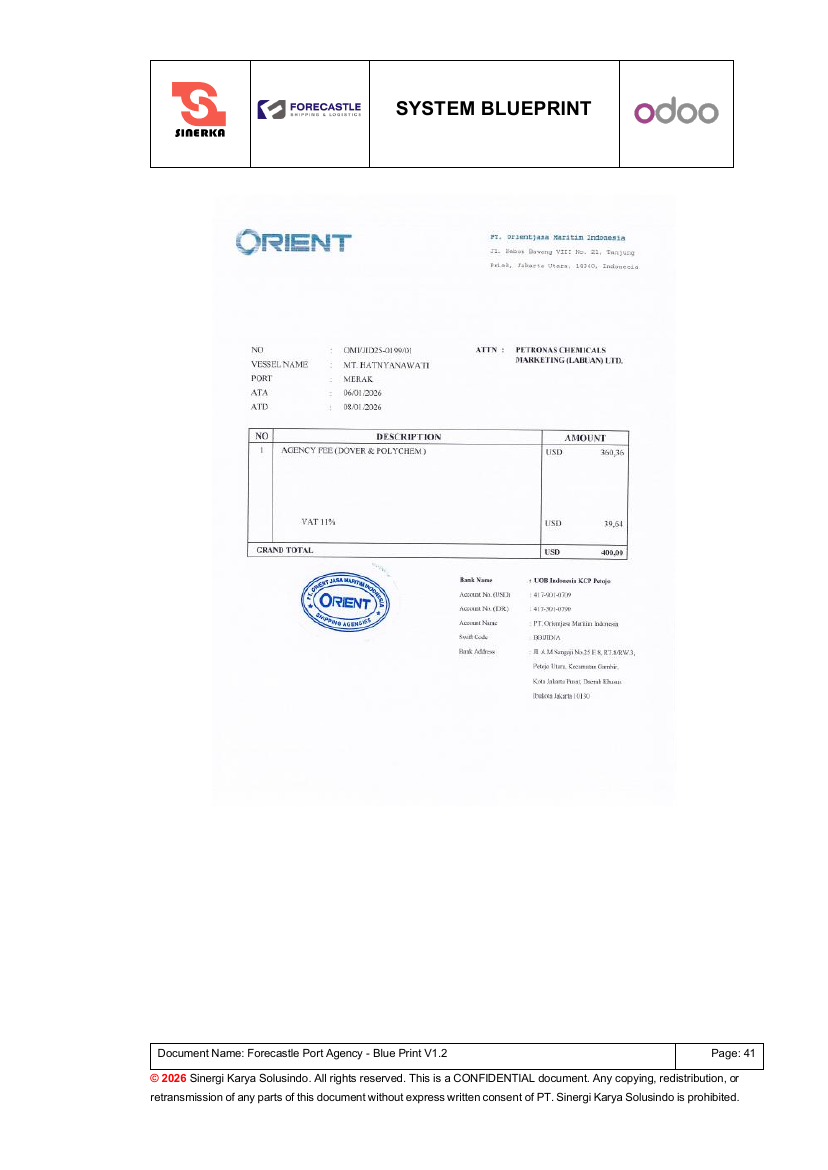 SINERKA
FORECASTLE
SHIPPING & LOGISTICS
SYSTEM BLUEPRINT
odoo
ORIENT
PT. Orientjasa Maritim Indonesia
Jl. Kebon Bawang VIII No. 21, Tanjung
Priok, Jakarta Utara, 14340, Indonesia
NO : OMI/JID25-0199/01
ATTN : PETRONAS CHEMICALS
MARKETING (LABUAN) LTD.
VESSEL NAME : MT. HATNYANAWATI
PORT : MERAK
ATA : 06/01/2026
ATD : 08/01/2026
NO DESCRIPTION AMOUNT
1 AGENCY FEE (DOVER & POLYCHEM) USD 360,36
VAT 11% USD 39,64
GRAND TOTAL USD 400,00
PT. ORIENT JASA MARITIM INDONESIA
ORIENT
SHIPPING AGENCIES
Bank Name : UOB Indonesia KCP Petojo
Account No. (USD) : 417-901-0709
Account No. (IDR) :
Account Name : PT. Orientjasa Maritim Indonesia
Swift Code : BBIJIDJA
Bank Address : Jl. A.M Sangaji No.25 E 8, RT.8/RW.3,
Petojo Utara, Kecamatan Gambir,
Kota Jakarta Pusat, Daerah Khusus
Ibukota Jakarta 10130
Document Name: Forecastle Port Agency - Blue Print V1.2 Page: 41
© 2026 Sinergi Karya Solusindo. All rights reserved. This is a CONFIDENTIAL document. Any copying, redistribution, or
retransmission of any parts of this document without express written consent of PT. Sinergi Karya Solusindo is prohibited.